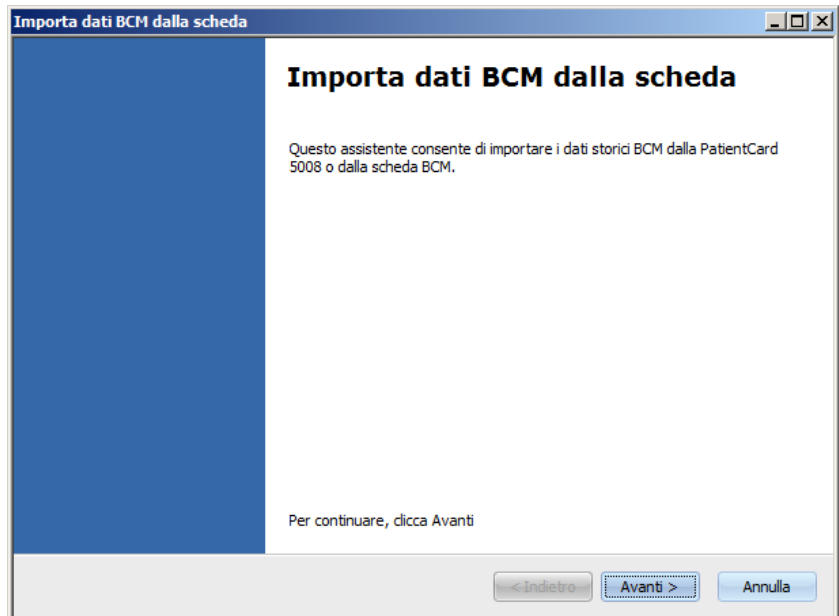 Importa dati BCM dalla scheda
Importa dati BCM dalla scheda
Questo assistente consente di importare i dati storici BCM dalla PatientCard
5008 o dalla scheda BCM.
Per continuare, clicca Avanti
< Indietro Avanti > Annulla